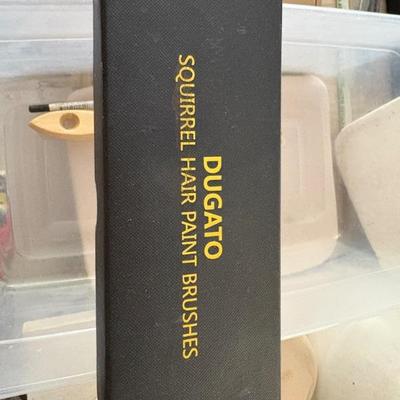 DUGATO
SQUIRREL HAIR PAINT BRUSHES